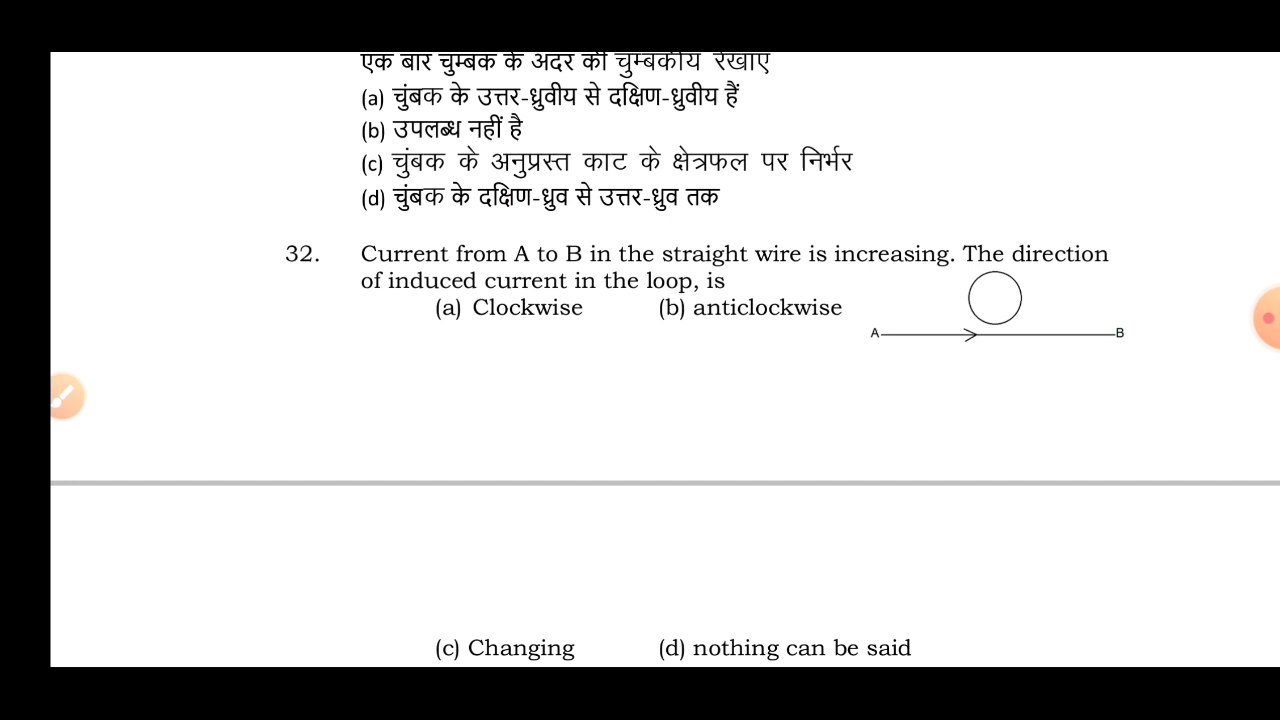 एक बार चुम्बक के अंदर की चुम्बकीय रेखाएं
(a) चुंबक के उत्तर-ध्रुवीय से दक्षिण-ध्रुवीय हैं
(b) उपलब्ध नहीं है
(c) चुंबक के अनुप्रस्त काट के क्षेत्रफल पर निर्भर
(d) चुंबक के दक्षिण-ध्रुव से उत्तर-ध्रुव तक
32. Current from A to B in the straight wire is increasing. The direction
of induced current in the loop, is
(a) Clockwise (b) anticlockwise
A B
(c) Changing (d) nothing can be said